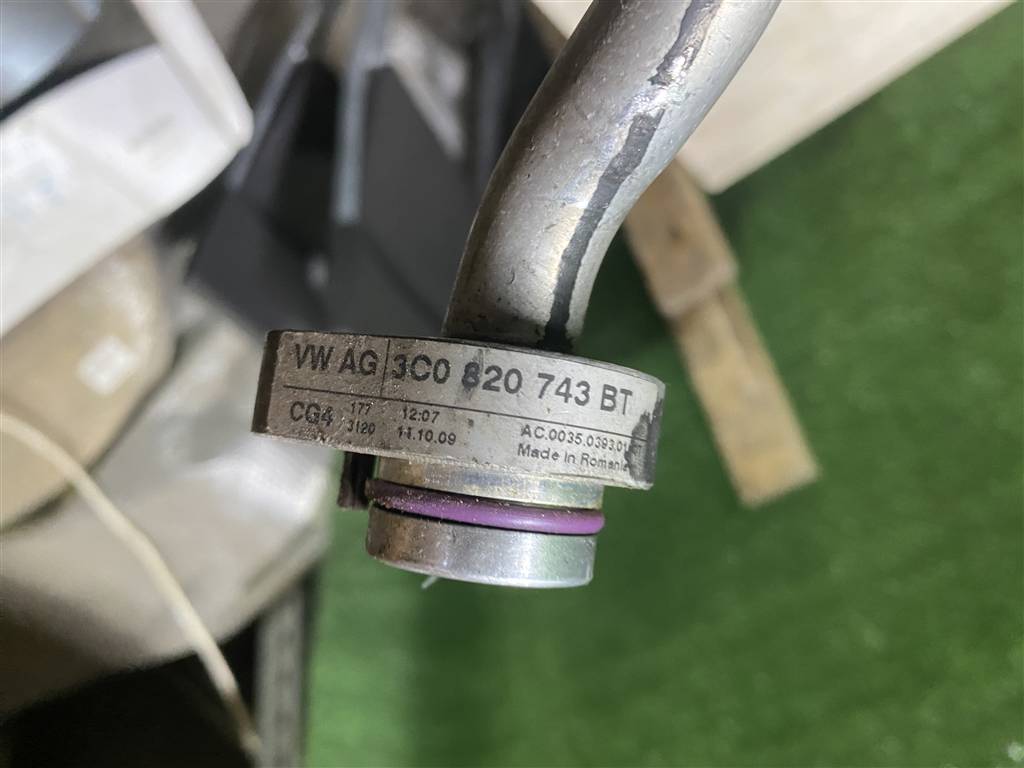 VW AG 3C0 820 743 BT
CG4 177 12:07
3120 11.10.09 AC.0035.0393.01
Made in Romania